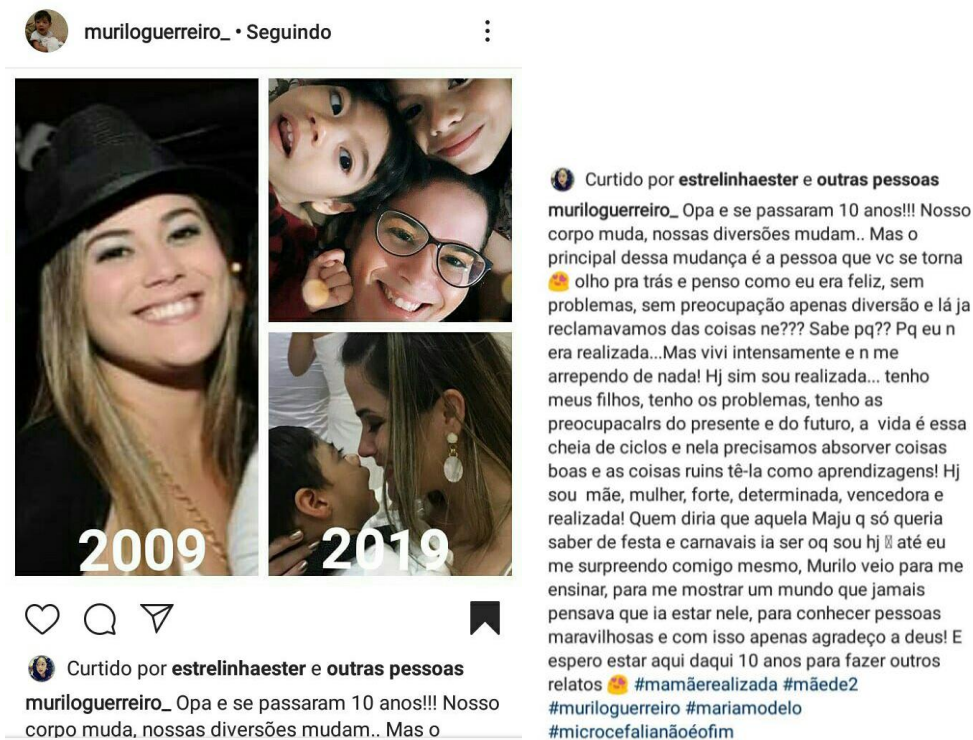 muriloguerreiro_ • Seguindo
2009
2019
Curtido por estrelinhaester e outras pessoas
muriloguerreiro_ Opa e se passaram 10 anos!!! Nosso
corpo muda, nossas diversões mudam.. Mas o
Curtido por estrelinhaester e outras pessoas
muriloguerreiro_ Opa e se passaram 10 anos!!! Nosso
corpo muda, nossas diversões mudam.. Mas o
principal dessa mudança é a pessoa que vc se torna
😍 olho pra trás e penso como eu era feliz, sem
problemas, sem preocupação apenas diversão e lá ja
reclamavamos das coisas ne??? Sabe pq?? Pq eu n
era realizada...Mas vivi intensamente e n me
arrependo de nada! Hj sim sou realizada... tenho
meus filhos, tenho os problemas, tenho as
preocupacalrs do presente e do futuro, a vida é essa
cheia de ciclos e nela precisamos absorver coisas
boas e as coisas ruins tê-la como aprendizagens! Hj
sou mãe, mulher, forte, determinada, vencedora e
realizada! Quem diria que aquela Maju q só queria
saber de festa e carnavais ia ser oq sou hj até eu
me surpreendo comigo mesmo, Murilo veio para me
ensinar, para me mostrar um mundo que jamais
pensava que ia estar nele, para conhecer pessoas
maravilhosas e com isso apenas agradeço a deus! E
espero estar aqui daqui 10 anos para fazer outros
relatos 😍 #mamãerealizada #mãede2
#muriloguerreiro #mariamodelo
#microcefalianãoéofim